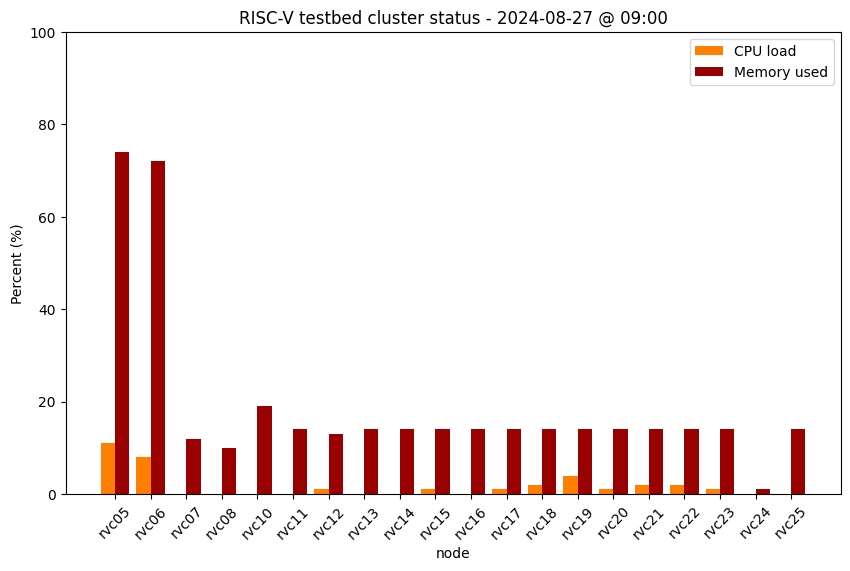 RISC-V testbed cluster status - 2024-08-27 @ 09:00
CPU load
Memory used
Percent (%)
100
80
60
40
20
0
rvc05
rvc06
rvc07
rvc08
rvc10
rvc11
rvc12
rvc13
rvc14
rvc15
rvc16
rvc17
rvc18
rvc19
rvc20
rvc21
rvc22
rvc23
rvc24
rvc25
node